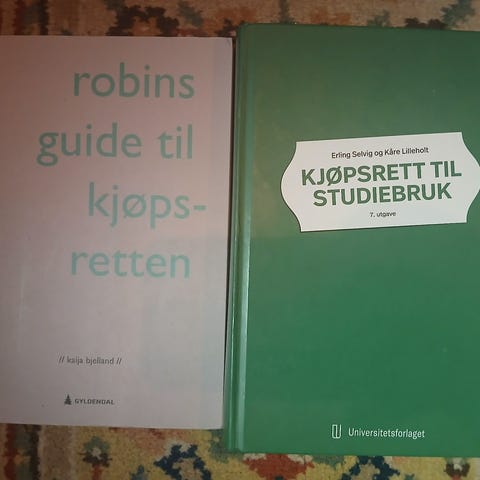 robins
guide til
kjøps-
retten
// kaija bjelland //
GYLDENDAL
Erling Selvig og Kåre Lilleholt
KJØPSRETT TIL
STUDIEBRUK
7. utgave
Universitetsforlaget